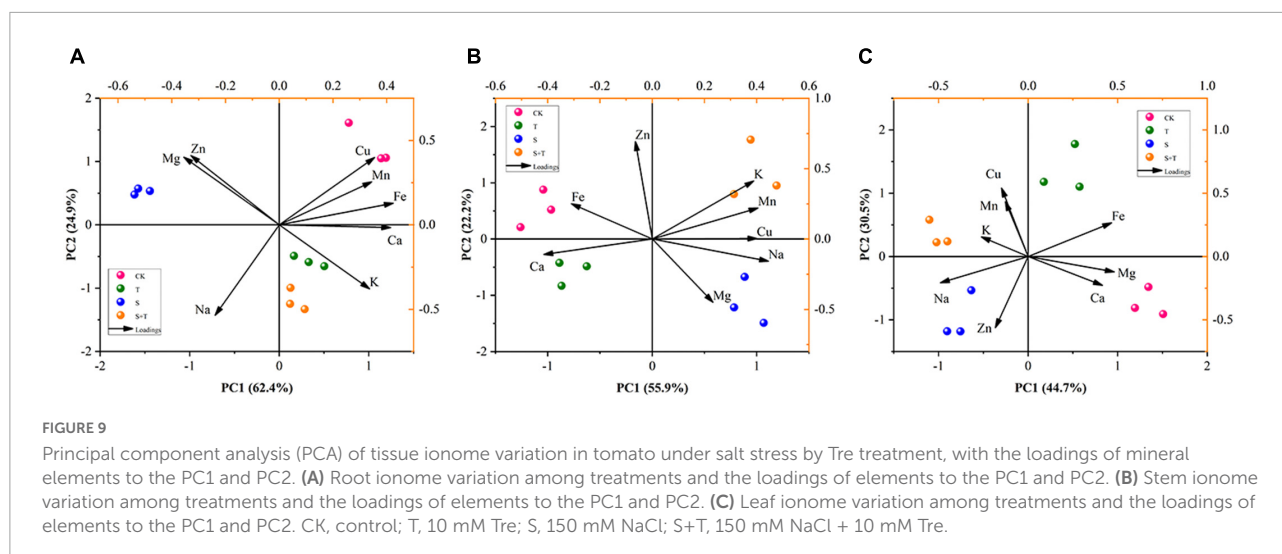 A
-0.6 -0.4 -0.2 0.0 0.2 0.4
2
1
0
-1
-2
0.5
0.0
-0.5
-2 -1 0 1
PC2 (24.9%)
PC1 (62.4%)
Mg
Zn
Cu
Mn
Fe
Ca
K
Na
CK
T
S
S+T
Loadings
B
-0.6 -0.4 -0.2 0.0 0.2 0.4 0.6
2
1
0
-1
-2
1.0
0.5
0.0
-0.5
-1 0 1
PC2 (22.2%)
PC1 (55.9%)
CK
T
S
S+T
Loadings
Zn
K
Mn
Fe
Cu
Na
Ca
Mg
C
-0.5 0.0 0.5 1.0
2
1
0
-1
1.0
0.5
0.0
-0.5
-1 0 1 2
PC2 (30.5%)
PC1 (44.7%)
CK
T
S
S+T
Loadings
Cu
Mn
K
Fe
Mg
Ca
Na
Zn
FIGURE 9
Principal component analysis (PCA) of tissue ionome variation in tomato under salt stress by Tre treatment, with the loadings of mineral
elements to the PC1 and PC2. (A) Root ionome variation among treatments and the loadings of elements to the PC1 and PC2. (B) Stem ionome
variation among treatments and the loadings of elements to the PC1 and PC2. (C) Leaf ionome variation among treatments and the loadings of
elements to the PC1 and PC2. CK, control; T, 10 mM Tre; S, 150 mM NaCl; S+T, 150 mM NaCl + 10 mM Tre.